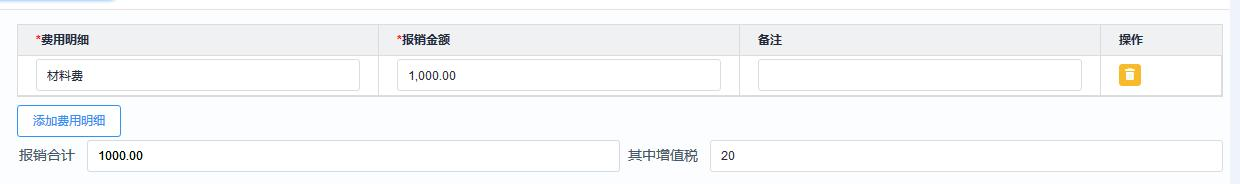 *费用明细 *报销金额 备注 操作
材料费 1,000.00
添加费用明细
报销合计 1000.00 其中增值税 20